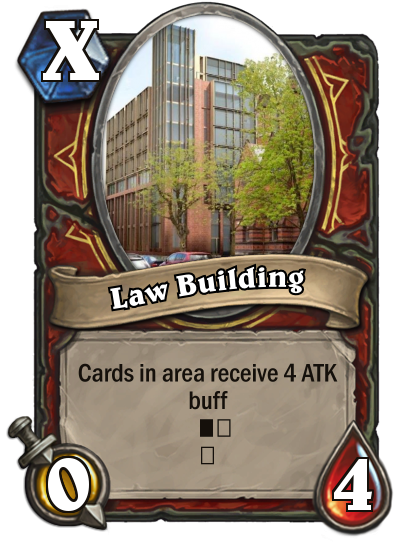 X
Law Building
Cards in area receive 4 ATK
buff
■□
□
0
4